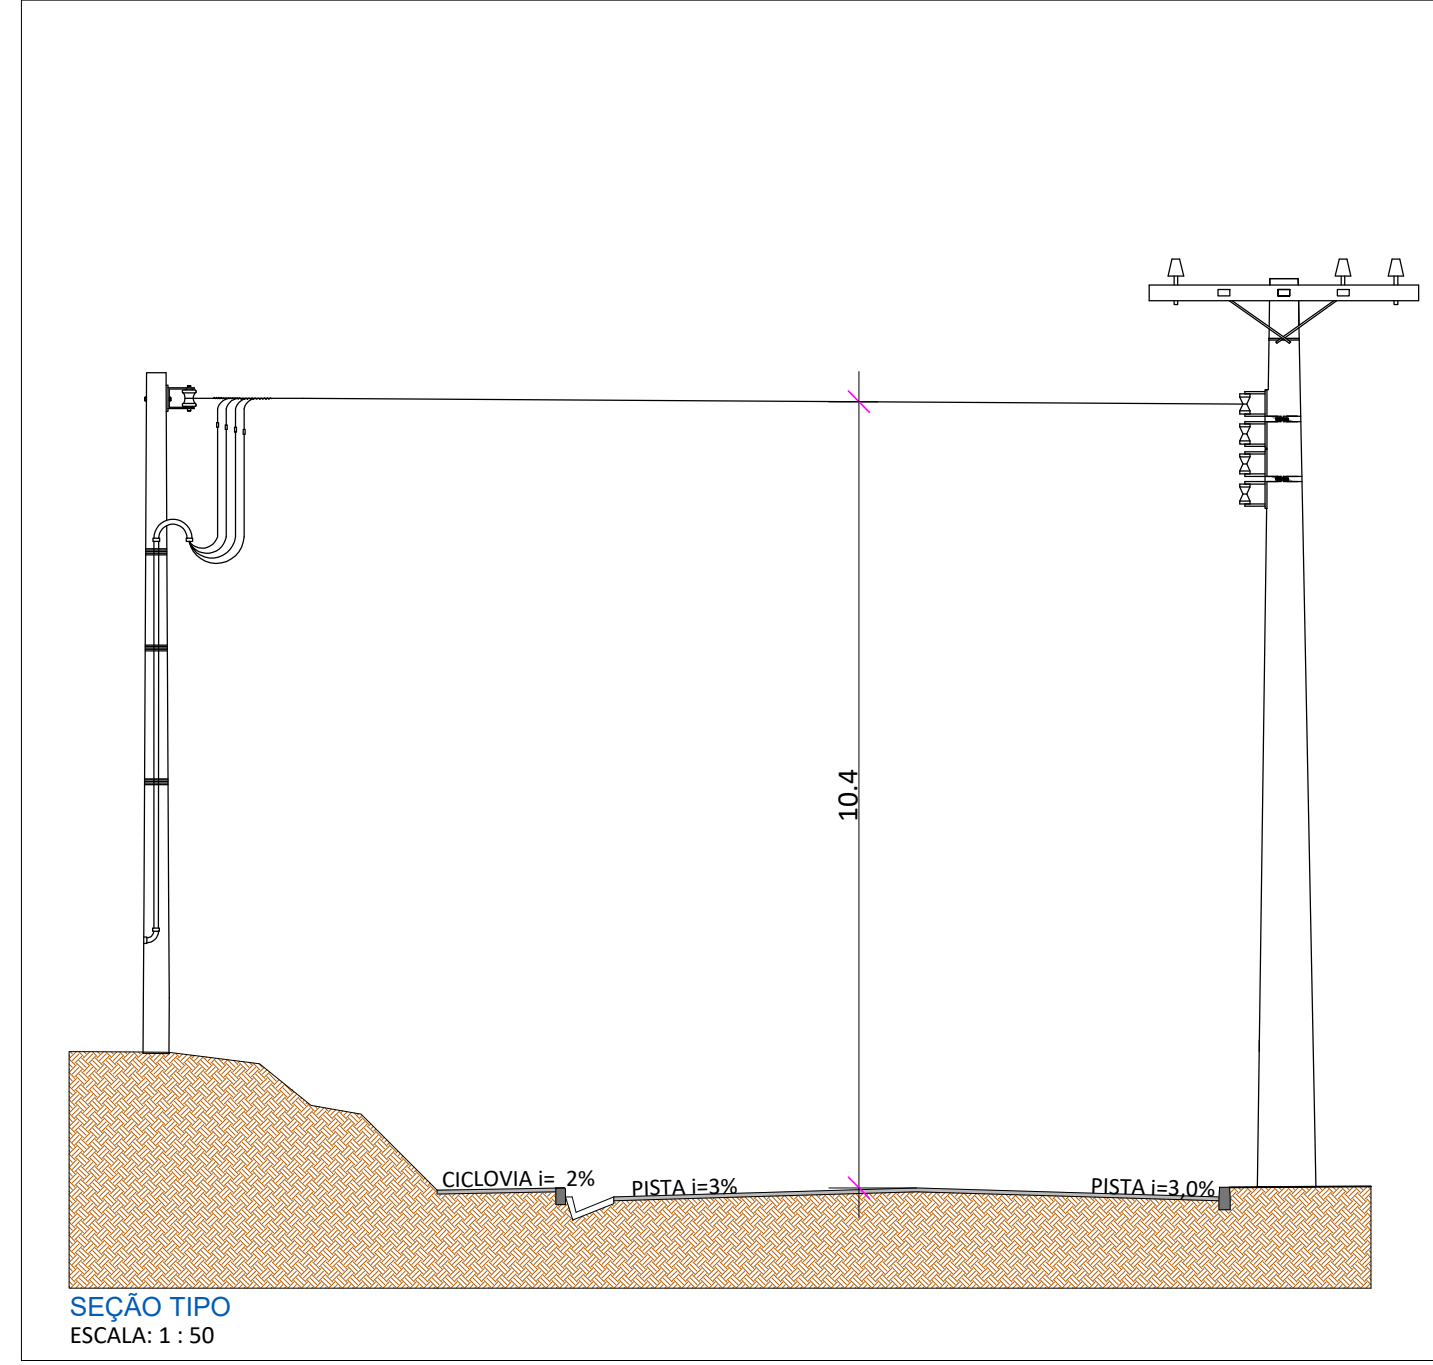 10.4
CICLOVIA i= 2%
PISTA i=3%
PISTA i=3,0%
SEÇÃO TIPO
ESCALA: 1 : 50